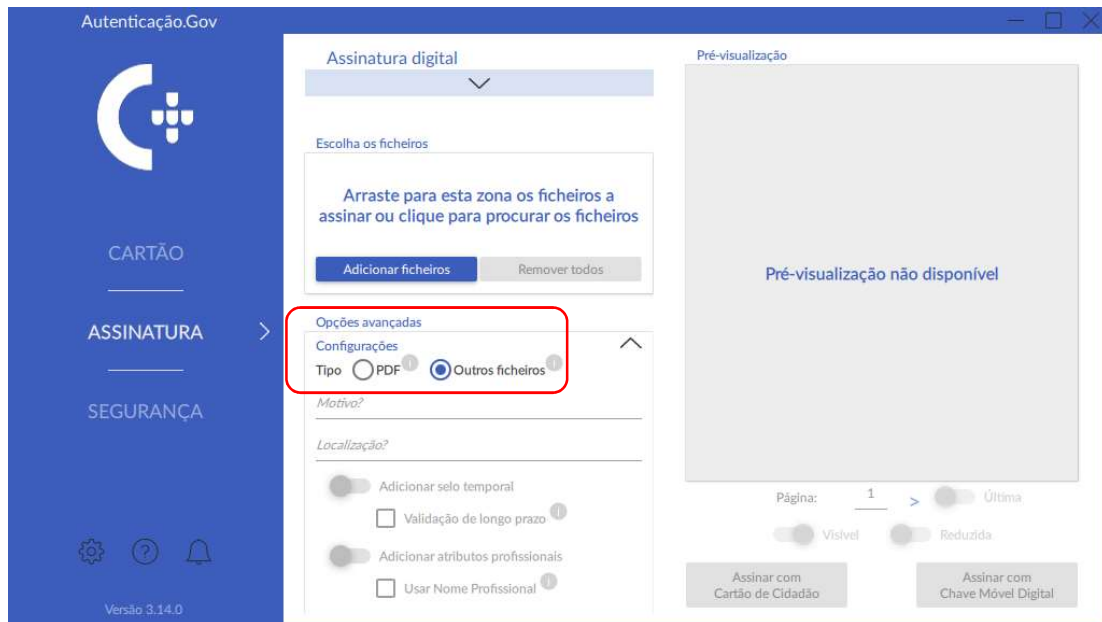 Autenticação.Gov
CARTÃO
ASSINATURA
SEGURANÇA
Versão 3.14.0
Assinatura digital
Escolha os ficheiros
Arraste para esta zona os ficheiros a
assinar ou clique para procurar os ficheiros
Adicionar ficheiros Remover todos
Opções avançadas
Configurações
Tipo PDF Outros ficheiros
Motivo?
Localização?
Adicionar selo temporal
Validação de longo prazo
Adicionar atributos profissionais
Usar Nome Profissional
Pré-visualização
Pré-visualização não disponível
Página: 1 > Última
Visível Reduzida
Assinar com
Cartão de Cidadão
Assinar com
Chave Móvel Digital